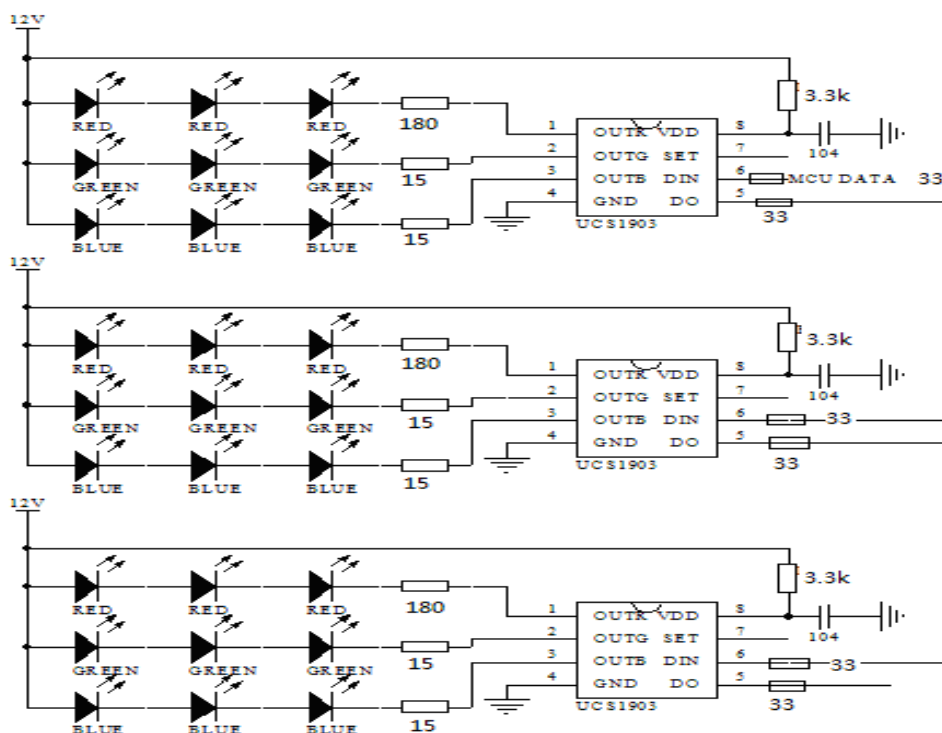 12V
3.3k
RED RED RED 180 1 OUTR VDD 8
104
GREEN GREEN GREEN 15 2 OUTG SET 7
3 OUTB DIN 6 MCU DATA 33
4 GND DO 5 33
BLUE BLUE BLUE 15 UCS1903
12V
3.3k
RED RED RED 180 1 OUTR VDD 8
104
GREEN GREEN GREEN 15 2 OUTG SET 7
3 OUTB DIN 6 33
4 GND DO 5 33
BLUE BLUE BLUE 15 UCS1903
12V
3.3k
RED RED RED 180 1 OUTR VDD 8
104
GREEN GREEN GREEN 15 2 OUTG SET 7
3 OUTB DIN 6 33
4 GND DO 5 33
BLUE BLUE BLUE 15 UCS1903